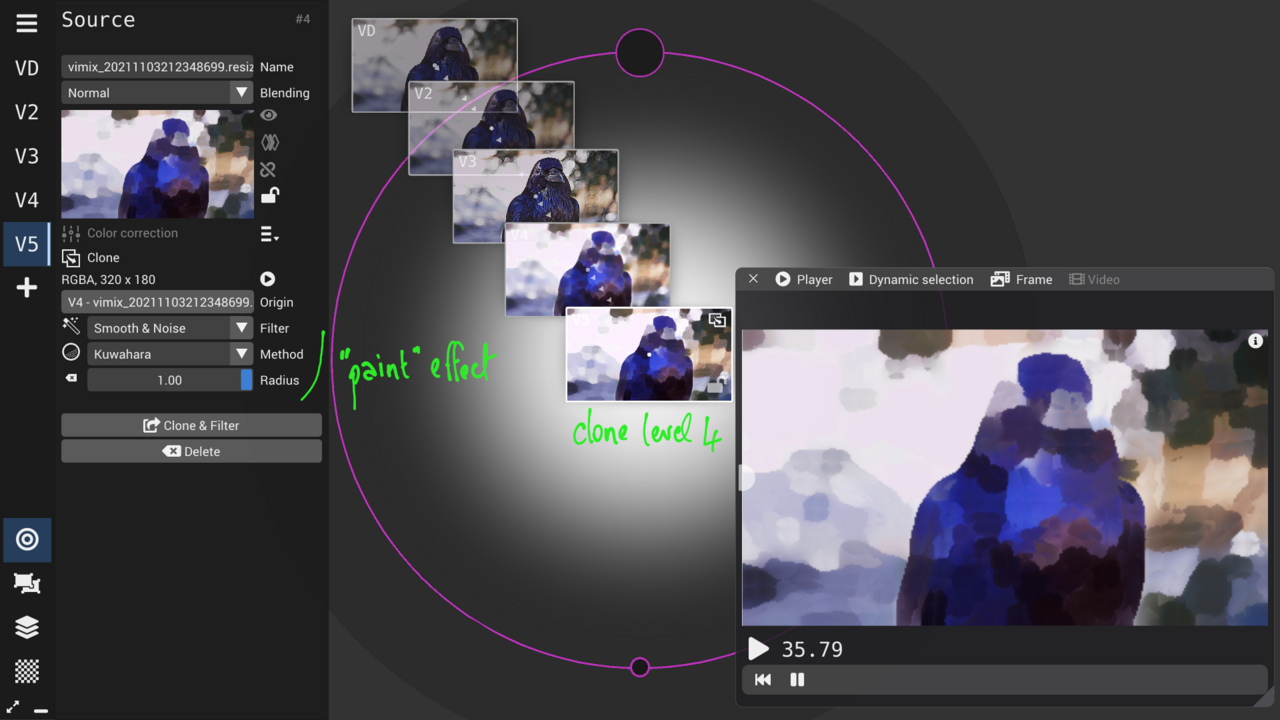 Source #4
VD
V2
V3
V4
V5
vimix_20211103212348699.resiz Name
Normal Blending
Color correction
Clone
RGBA, 320 x 180
V4 - vimix_20211103212348699. Origin
Smooth & Noise Filter
Kuwahara Method
1.00 Radius
Clone & Filter
Delete
VD
V2
V3
V4
V5
"paint" effect
clone level 4
Player Dynamic selection Frame Video
35.79